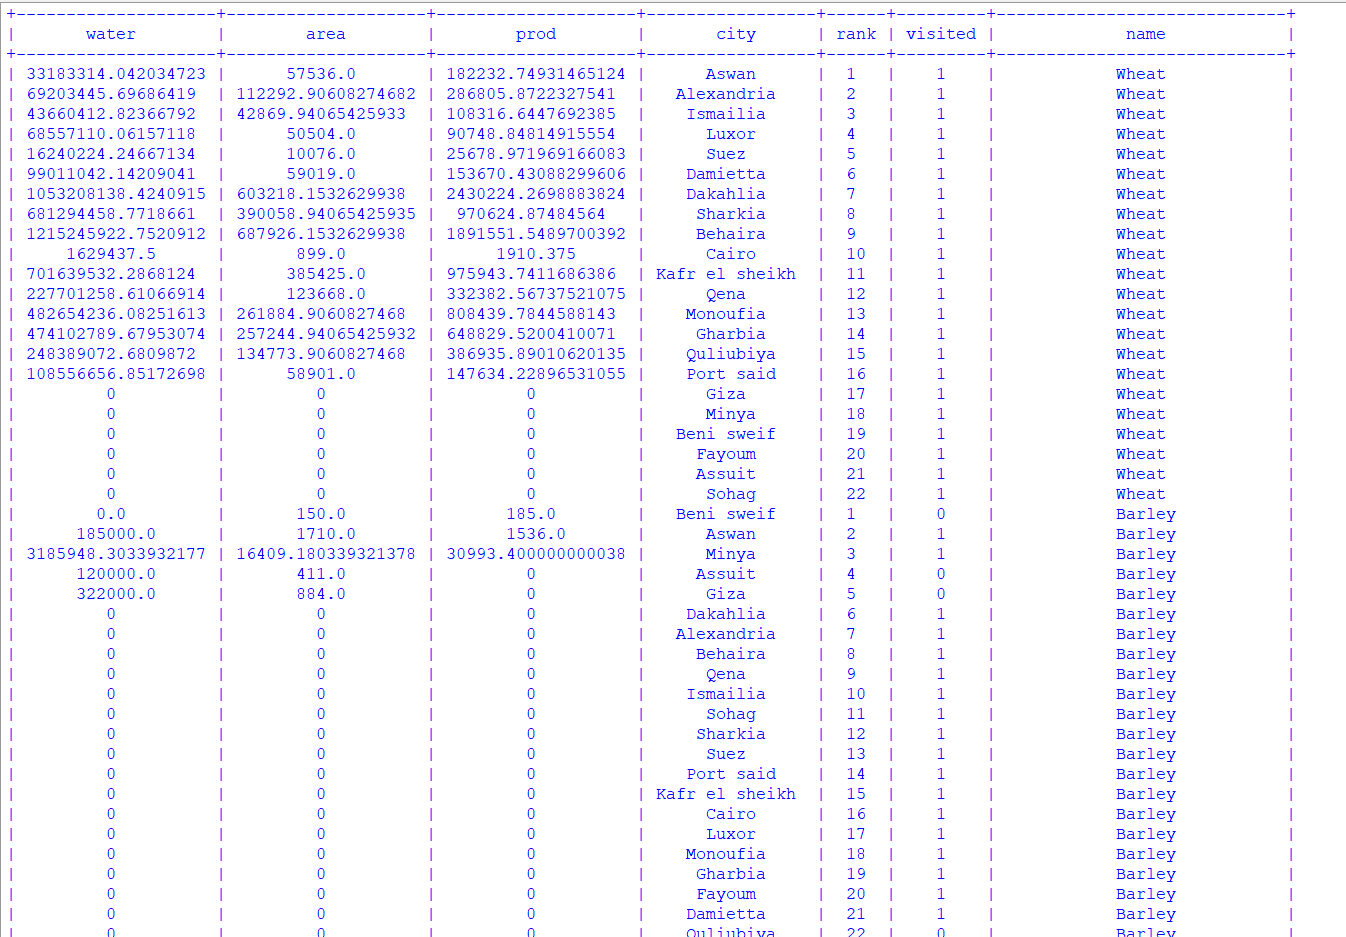 +--------------------+--------------------+--------------------+-----------------+------+---------+-----------------------------+
| water | area | prod | city | rank | visited | name |
+--------------------+--------------------+--------------------+-----------------+------+---------+-----------------------------+
| 33183314.042034723 | 57536.0 | 182232.74931465124 | Aswan | 1 | 1 | Wheat |
| 69203445.69686419 | 112292.90608274682 | 286805.8722327541 | Alexandria | 2 | 1 | Wheat |
| 43660412.82366792 | 42869.94065425933 | 108316.6447692385 | Ismailia | 3 | 1 | Wheat |
| 68557110.06157118 | 50504.0 | 90748.84814915554 | Luxor | 4 | 1 | Wheat |
| 16240224.24667134 | 10076.0 | 25678.971969166083 | Suez | 5 | 1 | Wheat |
| 99011042.14209041 | 59019.0 | 153670.43088299606 | Damietta | 6 | 1 | Wheat |
| 1053208138.4240915 | 603218.1532629938 | 2430224.2698883824 | Dakahlia | 7 | 1 | Wheat |
| 681294458.7718661 | 390058.94065425935 | 970624.87484564 | Sharkia | 8 | 1 | Wheat |
| 1215245922.7520912 | 687926.1532629938 | 1891551.5489700392 | Behaira | 9 | 1 | Wheat |
| 1629437.5 | 899.0 | 1910.375 | Cairo | 10 | 1 | Wheat |
| 701639532.2868124 | 385425.0 | 975943.7411686386 | Kafr el sheikh | 11 | 1 | Wheat |
| 227701258.61066914 | 123668.0 | 332382.56737521075 | Qena | 12 | 1 | Wheat |
| 482654236.08251613 | 261884.9060827468 | 808439.7844588143 | Monoufia | 13 | 1 | Wheat |
| 474102789.67953074 | 257244.94065425932 | 648829.5200410071 | Gharbia | 14 | 1 | Wheat |
| 248389072.6809872 | 134773.9060827468 | 386935.89010620135 | Quliubiya | 15 | 1 | Wheat |
| 108556656.85172698 | 58901.0 | 147634.22896531055 | Port said | 16 | 1 | Wheat |
| 0 | 0 | 0 | Giza | 17 | 1 | Wheat |
| 0 | 0 | 0 | Minya | 18 | 1 | Wheat |
| 0 | 0 | 0 | Beni sweif | 19 | 1 | Wheat |
| 0 | 0 | 0 | Fayoum | 20 | 1 | Wheat |
| 0 | 0 | 0 | Assuit | 21 | 1 | Wheat |
| 0 | 0 | 0 | Sohag | 22 | 1 | Wheat |
| 0.0 | 150.0 | 185.0 | Beni sweif | 1 | 0 | Barley |
| 185000.0 | 1710.0 | 1536.0 | Aswan | 2 | 1 | Barley |
| 3185948.3033932177 | 16409.180339321378 | 30993.400000000038 | Minya | 3 | 1 | Barley |
| 120000.0 | 411.0 | 0 | Assuit | 4 | 0 | Barley |
| 322000.0 | 884.0 | 0 | Giza | 5 | 0 | Barley |
| 0 | 0 | 0 | Dakahlia | 6 | 1 | Barley |
| 0 | 0 | 0 | Alexandria | 7 | 1 | Barley |
| 0 | 0 | 0 | Behaira | 8 | 1 | Barley |
| 0 | 0 | 0 | Qena | 9 | 1 | Barley |
| 0 | 0 | 0 | Ismailia | 10 | 1 | Barley |
| 0 | 0 | 0 | Sohag | 11 | 1 | Barley |
| 0 | 0 | 0 | Sharkia | 12 | 1 | Barley |
| 0 | 0 | 0 | Suez | 13 | 1 | Barley |
| 0 | 0 | 0 | Port said | 14 | 1 | Barley |
| 0 | 0 | 0 | Kafr el sheikh | 15 | 1 | Barley |
| 0 | 0 | 0 | Cairo | 16 | 1 | Barley |
| 0 | 0 | 0 | Luxor | 17 | 1 | Barley |
| 0 | 0 | 0 | Monoufia | 18 | 1 | Barley |
| 0 | 0 | 0 | Gharbia | 19 | 1 | Barley |
| 0 | 0 | 0 | Fayoum | 20 | 1 | Barley |
| 0 | 0 | 0 | Damietta | 21 | 1 | Barley |
| 0 | 0 | 0 | Quliubiya | 22 | 0 | Barley |